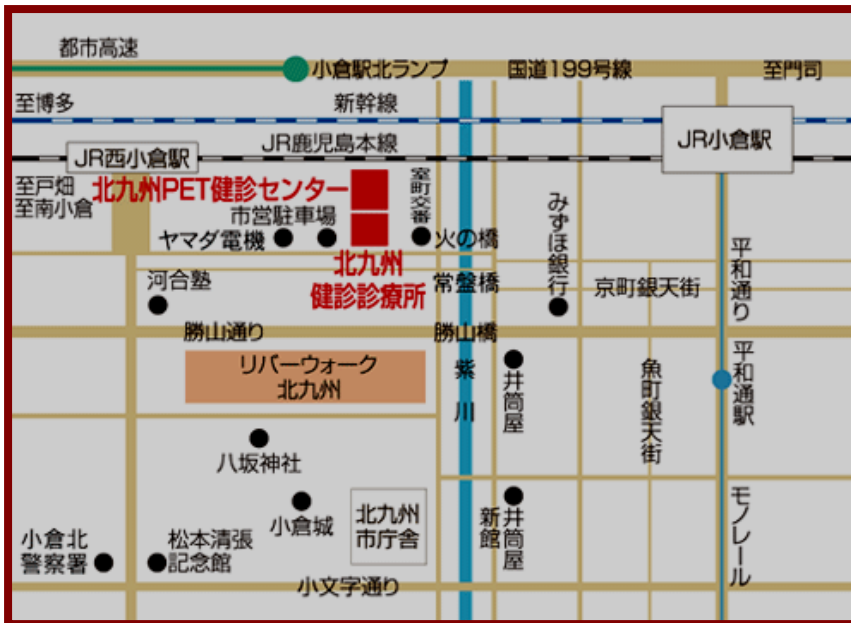 都市高速
小倉駅北ランプ
国道199号線
至門司
至博多
新幹線
JR鹿児島本線
JR小倉駅
JR西小倉駅
至戸畑
至南小倉
北九州PET健診センター
室町交番
市営駐車場
ヤマダ電機
火の橋
みずほ銀行
平和通り
北九州
健診診療所
河合塾
常盤橋
京町銀天街
勝山通り
勝山橋
リバーウォーク
北九州
紫川
井筒屋
魚町銀天街
平和通駅
八坂神社
小倉城
北九州
市庁舎
井筒屋
新館
モノレール
小倉北
警察署
松本清張
記念館
小文字通り